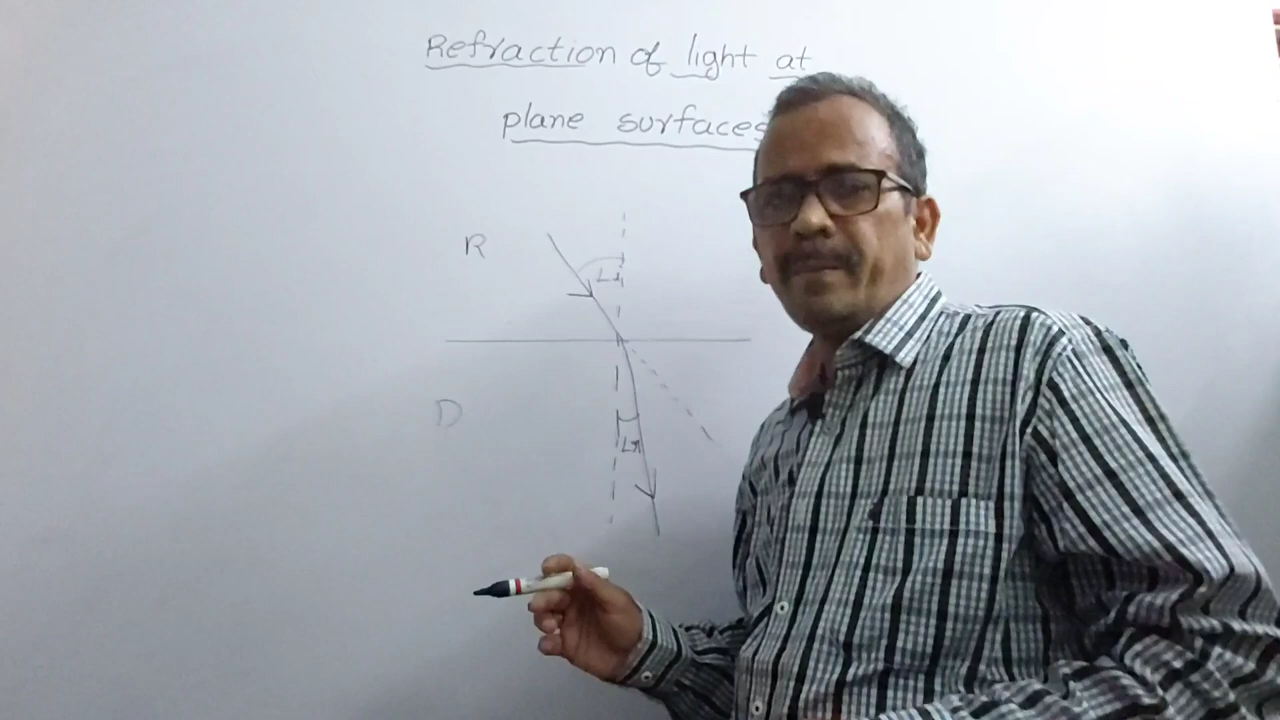 Refraction of light at
plane surfaces
R
∠i
D
∠r